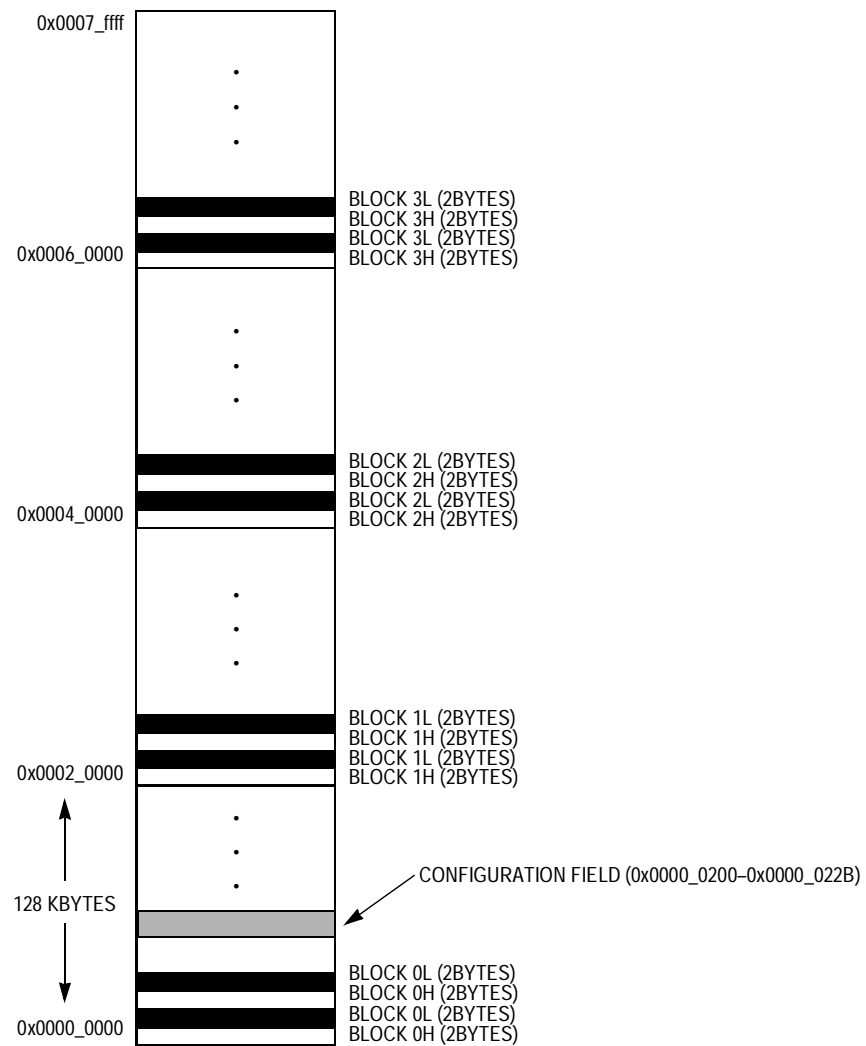 0x0007_ffff
BLOCK 3L (2BYTES)
BLOCK 3H (2BYTES)
BLOCK 3L (2BYTES)
0x0006_0000
BLOCK 3H (2BYTES)
BLOCK 2L (2BYTES)
BLOCK 2H (2BYTES)
BLOCK 2L (2BYTES)
0x0004_0000
BLOCK 2H (2BYTES)
BLOCK 1L (2BYTES)
BLOCK 1H (2BYTES)
BLOCK 1L (2BYTES)
0x0002_0000
BLOCK 1H (2BYTES)
CONFIGURATION FIELD (0x0000_0200–0x0000_022B)
128 KBYTES
BLOCK 0L (2BYTES)
BLOCK 0H (2BYTES)
BLOCK 0L (2BYTES)
0x0000_0000
BLOCK 0H (2BYTES)